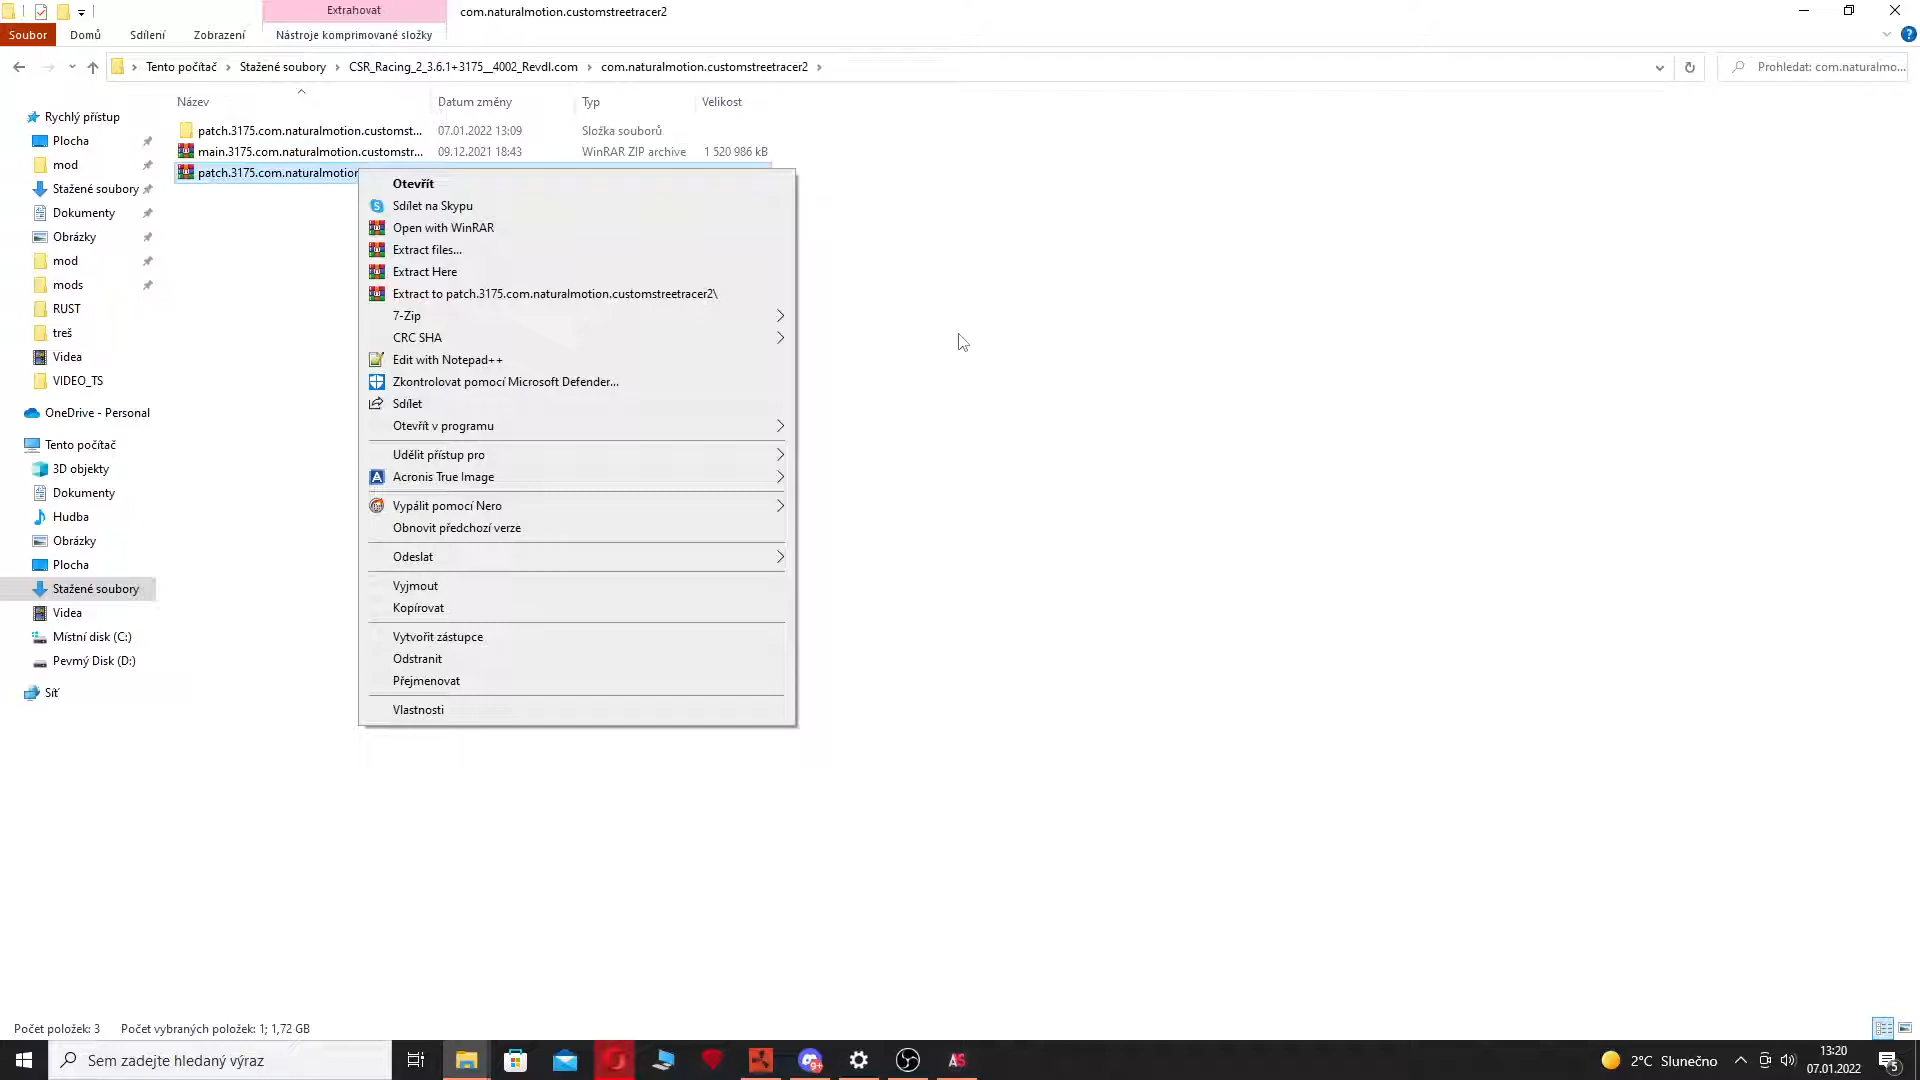 Extrahovat
com.naturalmotion.customstreetracer2
Soubor
Domů
Sdílení
Zobrazení
Nástroje komprimované složky
Tento počítač
Stažené soubory
CSR_Racing_2_3.6.1+3175__4002_Revdl.com
com.naturalmotion.customstreetracer2
Prohledat: com.naturalmo...
Název
Datum změny
Typ
Velikost
patch.3175.com.naturalmotion.customst...
07.01.2022 13:09
Složka souborů
main.3175.com.naturalmotion.customstr...
09.12.2021 18:43
WinRAR ZIP archive
1 520 986 kB
patch.3175.com.naturalmotion
Rychlý přístup
Plocha
mod
Stažené soubory
Dokumenty
Obrázky
mod
mods
RUST
treš
Videa
VIDEO_TS
OneDrive - Personal
Tento počítač
3D objekty
Dokumenty
Hudba
Obrázky
Plocha
Stažené soubory
Videa
Místní disk (C:)
Pevmý Disk (D:)
Síť
Otevřít
Sdílet na Skypu
Open with WinRAR
Extract files...
Extract Here
Extract to patch.3175.com.naturalmotion.customstreetracer2\
7-Zip
CRC SHA
Edit with Notepad++
Zkontrolovat pomocí Microsoft Defender...
Sdílet
Otevřít v programu
Udělit přístup pro
Acronis True Image
Vypálit pomocí Nero
Obnovit předchozí verze
Odeslat
Vyjmout
Kopírovat
Vytvořit zástupce
Odstranit
Přejmenovat
Vlastnosti
Počet položek: 3
Počet vybraných položek: 1; 1,72 GB
Sem zadejte hledaný výraz
9+
AS
2°C Slunečno
13:20
07.01.2022
5